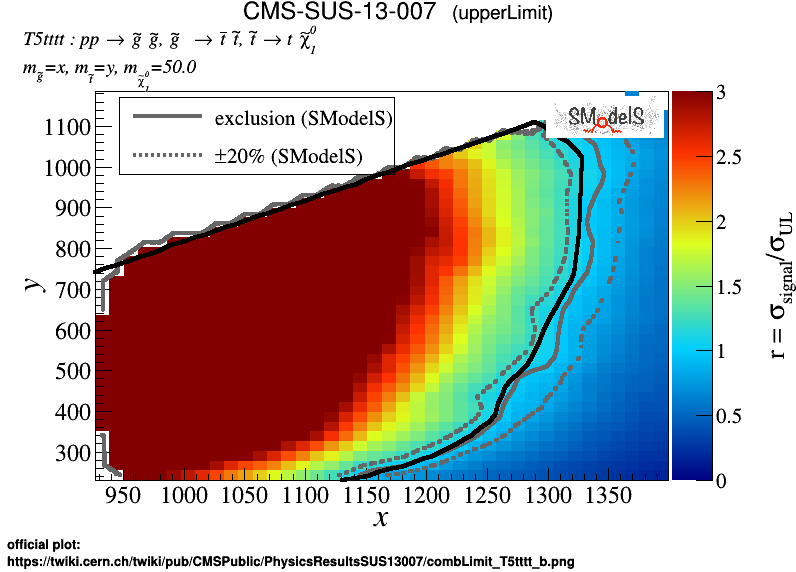 CMS-SUS-13-007 (upperLimit)
T5tttt : pp → g̃ g̃, g̃ → t̄ t̃, t̃ → t χ̃⁰₁
m_g̃=x, m_t̃=y, m_χ̃⁰₁=50.0
exclusion (SModelS)
±20% (SModelS)
SModelS
1100
1000
900
800
700
600
500
400
300
y
950 1000 1050 1100 1150 1200 1250 1300 1350
x
3
2.5
2
1.5
1
0.5
0
r = σ_signal/σ_UL
official plot:
https://twiki.cern.ch/twiki/pub/CMSPublic/PhysicsResultsSUS13007/combLimit_T5tttt_b.png